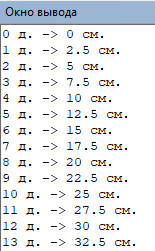 Окно вывода
0 д. -> 0 см.
1 д. -> 2.5 см.
2 д. -> 5 см.
3 д. -> 7.5 см.
4 д. -> 10 см.
5 д. -> 12.5 см.
6 д. -> 15 см.
7 д. -> 17.5 см.
8 д. -> 20 см.
9 д. -> 22.5 см.
10 д. -> 25 см.
11 д. -> 27.5 см.
12 д. -> 30 см.
13 д. -> 32.5 см.